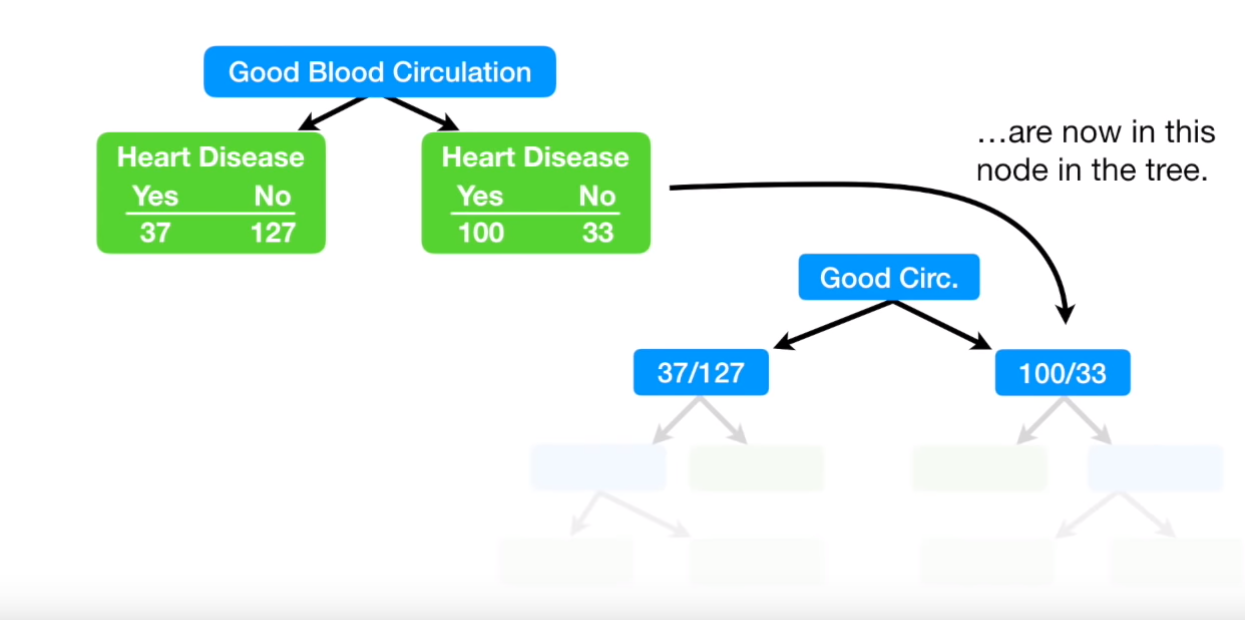 Good Blood Circulation
Heart Disease
Yes No
37 127
Heart Disease
Yes No
100 33
…are now in this
node in the tree.
Good Circ.
37/127
100/33